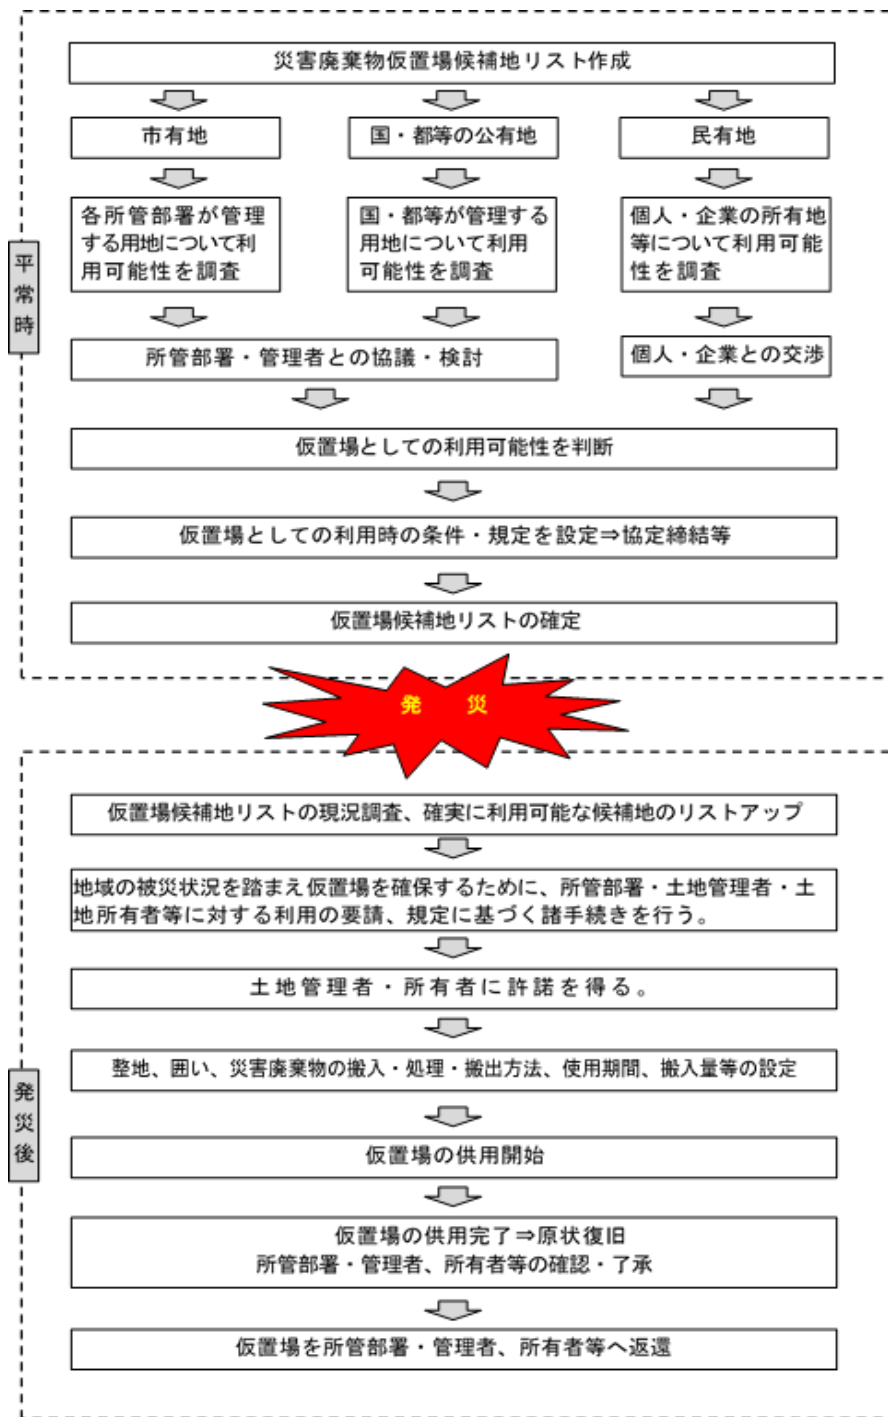 災害廃棄物仮置場候補地リスト作成
市有地
国・都等の公有地
民有地
各所管部署が管理
する用地について利
用可能性を調査
国・都等が管理する
用地について利用
可能性を調査
個人・企業の所有地
等について利用可能
性を調査
平常時
所管部署・管理者との協議・検討
個人・企業との交渉
仮置場としての利用可能性を判断
仮置場としての利用時の条件・規定を設定⇒協定締結等
仮置場候補地リストの確定
発 災
仮置場候補地リストの現況調査、確実に利用可能な候補地のリストアップ
地域の被災状況を踏まえ仮置場を確保するために、所管部署・土地管理者・土
地所有者等に対する利用の要請、規定に基づく諸手続きを行う。
土地管理者・所有者に許諾を得る。
整地、囲い、災害廃棄物の搬入・処理・搬出方法、使用期間、搬入量等の設定
発災後
仮置場の供用開始
仮置場の供用完了⇒原状復旧
所管部署・管理者、所有者等の確認・了承
仮置場を所管部署・管理者、所有者等へ返還